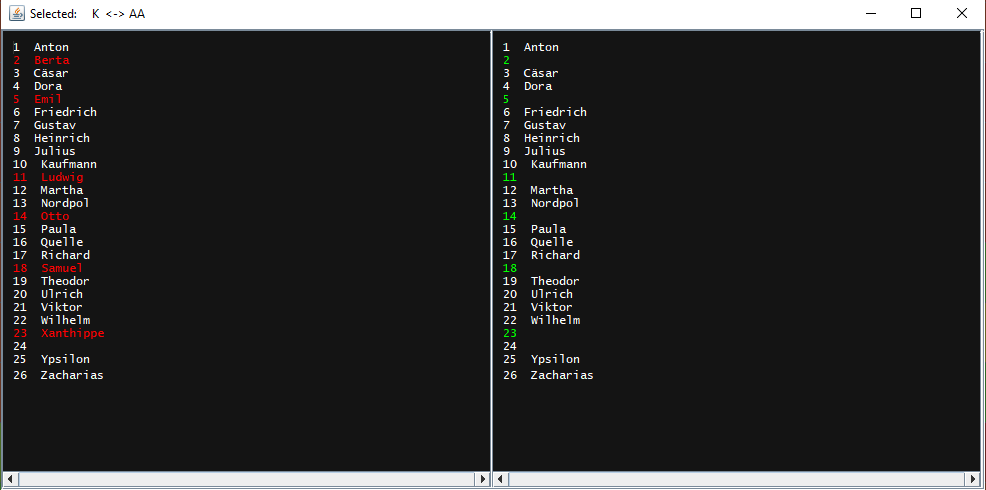 Selected: K <-> AA
1 Anton
2 Berta
3 Cäsar
4 Dora
5 Emil
6 Friedrich
7 Gustav
8 Heinrich
9 Julius
10 Kaufmann
11 Ludwig
12 Martha
13 Nordpol
14 Otto
15 Paula
16 Quelle
17 Richard
18 Samuel
19 Theodor
20 Ulrich
21 Viktor
22 Wilhelm
23 Xanthippe
24
25 Ypsilon
26 Zacharias
1 Anton
2
3 Cäsar
4 Dora
5
6 Friedrich
7 Gustav
8 Heinrich
9 Julius
10 Kaufmann
11
12 Martha
13 Nordpol
14
15 Paula
16 Quelle
17 Richard
18
19 Theodor
20 Ulrich
21 Viktor
22 Wilhelm
23
24
25 Ypsilon
26 Zacharias